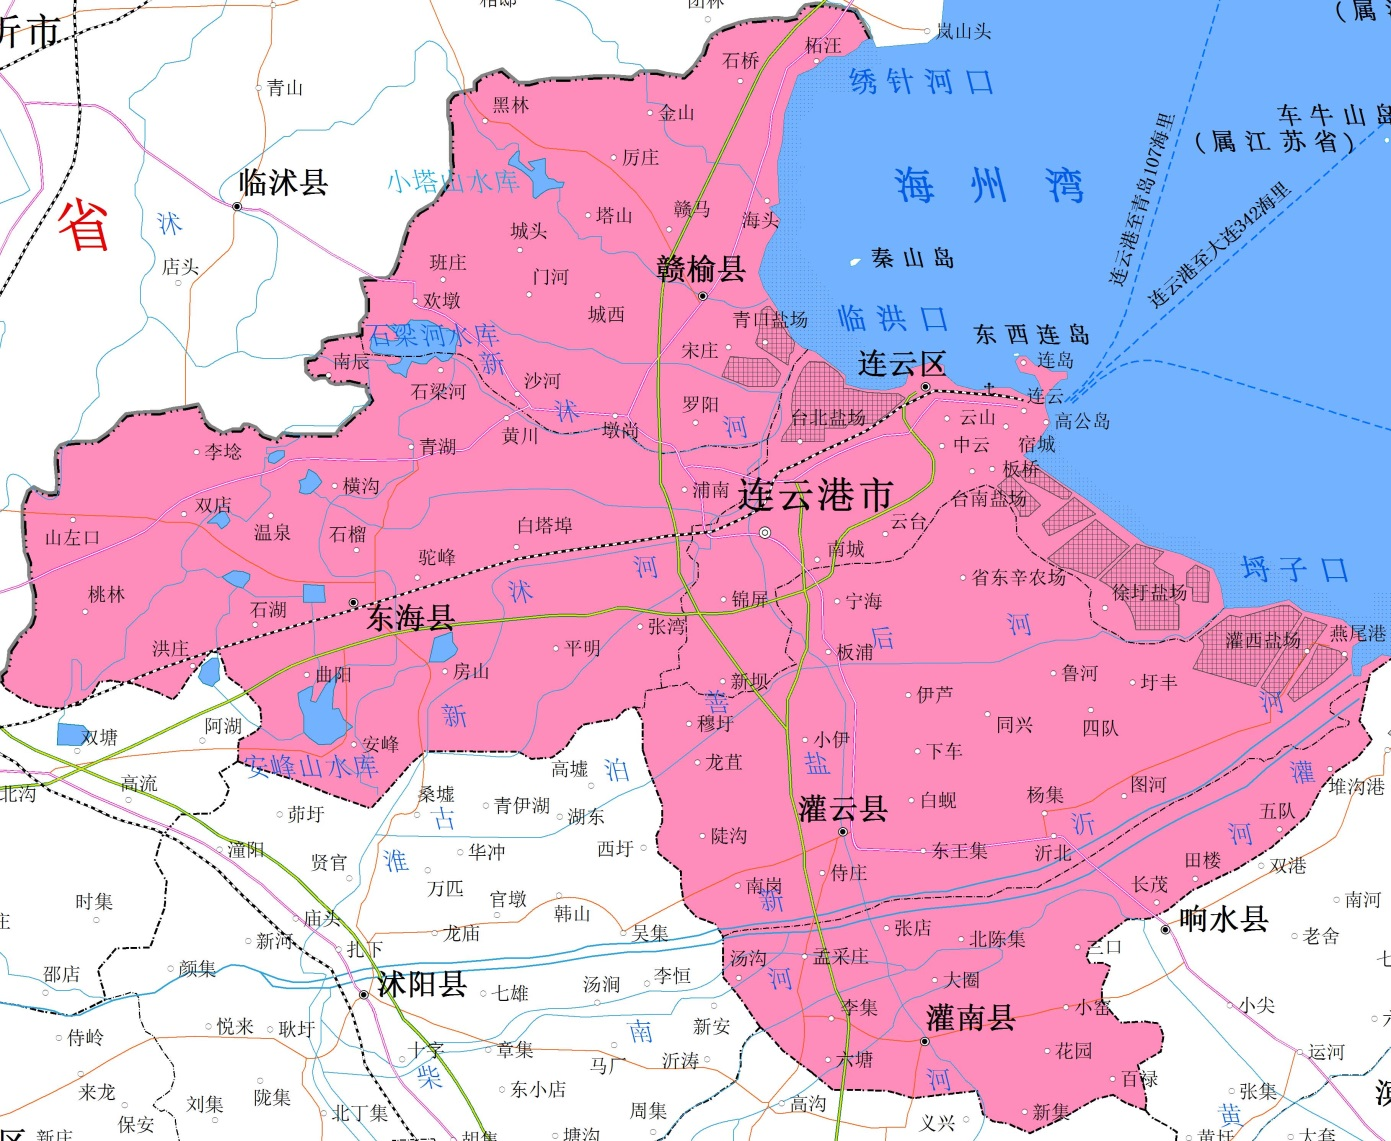 沂市
柘邸
团林
岚山头
柘汪
石桥
绣针河口
青山
黑林
金山
车牛山岛
(属江苏省)
厉庄
临沭县
小塔山水库
海州湾
省
沭
塔山
赣马
海头
城头
连云港至青岛107海里
连云港至大连342海里
店头
班庄
门河
赣榆县
秦山岛
欢墩
城西
青口盐场
临洪口
东西连岛
石梁河水库
新
宋庄
连云区
连岛
南辰
石梁河
沙河
沭
罗阳
河
台北盐场
连云
云山
高公岛
黄川
墩尚
中云
宿城
李埝
青湖
板桥
横沟
浦南
连云港市
台南盐场
双店
温泉
石榴
白塔埠
云台
山左口
驼峰
南城
河
埒子口
沭
省东辛农场
徐圩盐场
桃林
石湖
东海县
锦屏
宁海
张湾
后
河
灌西盐场
燕尾港
洪庄
平明
板浦
曲阳
房山
新坝
鲁河
圩丰
善
伊芦
河
新
穆圩
同兴
四队
双塘
阿湖
安峰
小伊
下车
安峰山水库
高墟
泊
龙苴
盐
灌
北沟
高流
桑墟
青伊湖
湖东
白蚬
杨集
图河
堆沟港
茆圩
古
灌云县
五队
潼阳
贤官
淮
华冲
西圩
陡沟
东王集
沂北
沂
河
万匹
南岗
侍庄
田楼
双港
时集
官墩
韩山
新
长茂
南河
庙头
龙庙
吴集
张店
响水县
新河
扎下
北陈集
三口
老舍
颜集
汤沟
孟采庄
邵店
沭阳县
七雄
汤涧
李恒
河
大圈
侍岭
悦来
耿圩
南
新安
李集
灌南县
小窑
小尖
十字
章集
马厂
沂涛
六塘
花园
运河
来龙
陇集
柴
东小店
河
百禄
张集
保安
刘集
北丁集
周集
高沟
义兴
新集
黄
新庄
胡集
塘沟
黄圩
大套